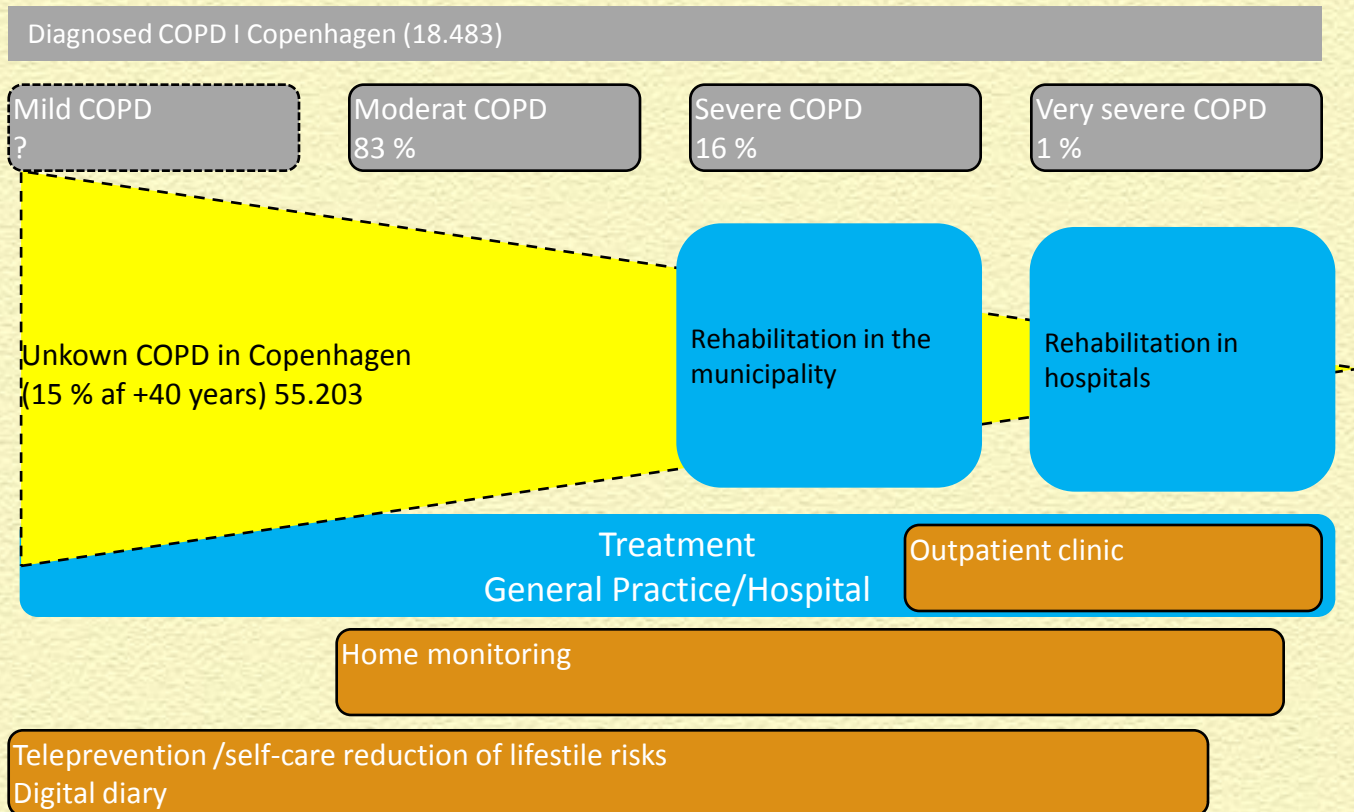 Diagnosed COPD I Copenhagen (18.483)
Mild COPD
?
Moderat COPD
83 %
Severe COPD
16 %
Very severe COPD
1 %
Unkown COPD in Copenhagen
(15 % af +40 years) 55.203
Rehabilitation in the
municipality
Rehabilitation in
hospitals
Treatment
General Practice/Hospital
Outpatient clinic
Home monitoring
Teleprevention /self-care reduction of lifestile risks
Digital diary